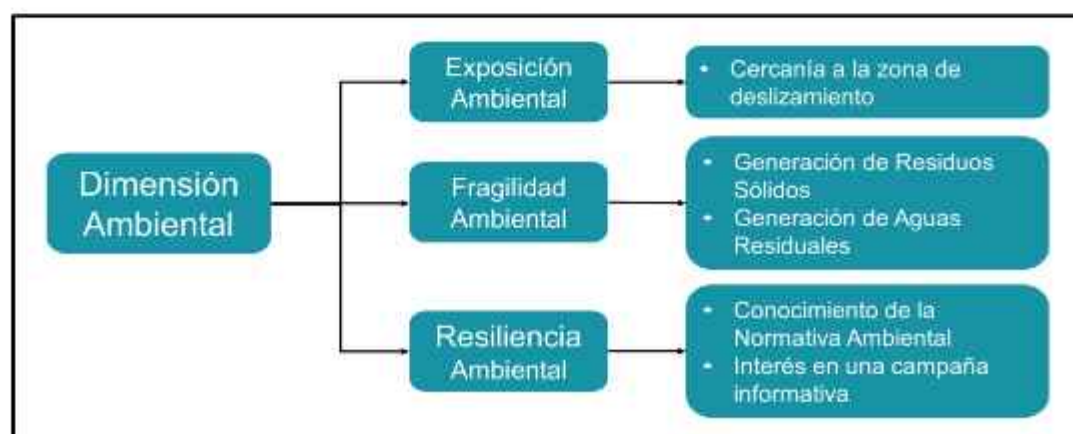 Dimensión
Ambiental
Exposición
Ambiental
• Cercanía a la zona de
deslizamiento
Fragilidad
Ambiental
• Generación de Residuos
Sólidos
• Generación de Aguas
Residuales
Resiliencia
Ambiental
• Conocimiento de la
Normativa Ambiental
• Interés en una campaña
informativa